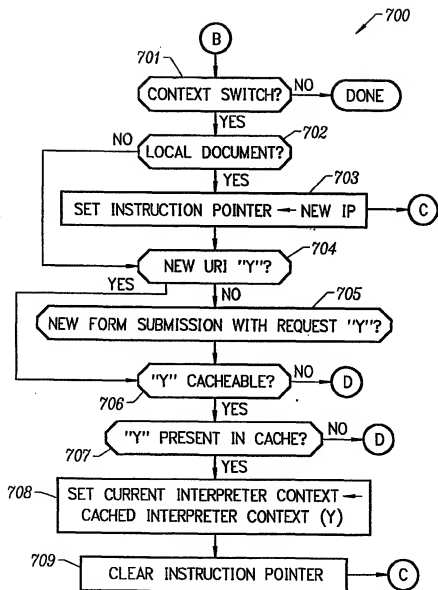 700
B
701
CONTEXT SWITCH?
NO
DONE
YES
702
NO
LOCAL DOCUMENT?
YES
703
SET INSTRUCTION POINTER ← NEW IP
C
704
NEW URI "Y"?
YES
NO
705
NEW FORM SUBMISSION WITH REQUEST "Y"?
"Y" CACHEABLE?
NO
D
706
YES
"Y" PRESENT IN CACHE?
NO
D
707
YES
708
SET CURRENT INTERPRETER CONTEXT ←
CACHED INTERPRETER CONTEXT (Y)
709
CLEAR INSTRUCTION POINTER
C